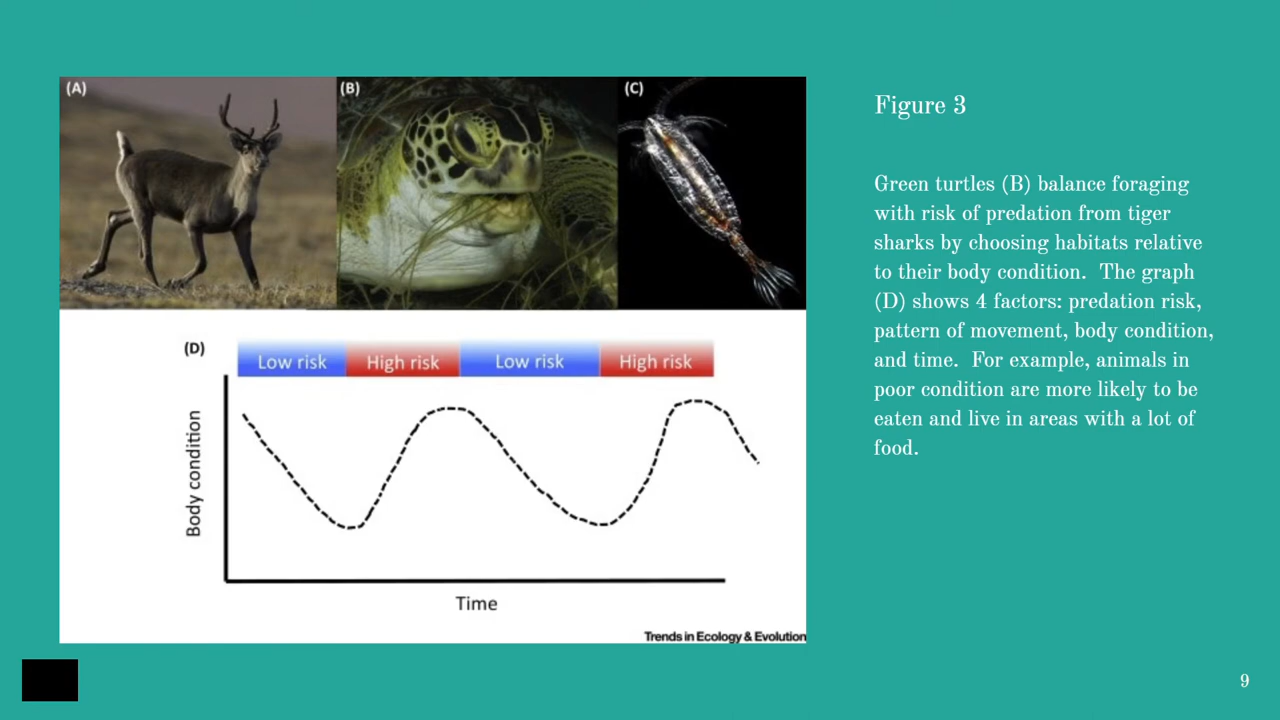 (A)
(B)
(C)
Figure 3
Green turtles (B) balance foraging
with risk of predation from tiger
sharks by choosing habitats relative
to their body condition.  The graph
(D) shows 4 factors: predation risk,
pattern of movement, body condition,
and time.  For example, animals in
poor condition are more likely to be
eaten and live in areas with a lot of
food.
(D)
Low risk
High risk
Low risk
High risk
Body condition
Time
Trends in Ecology & Evolution
9